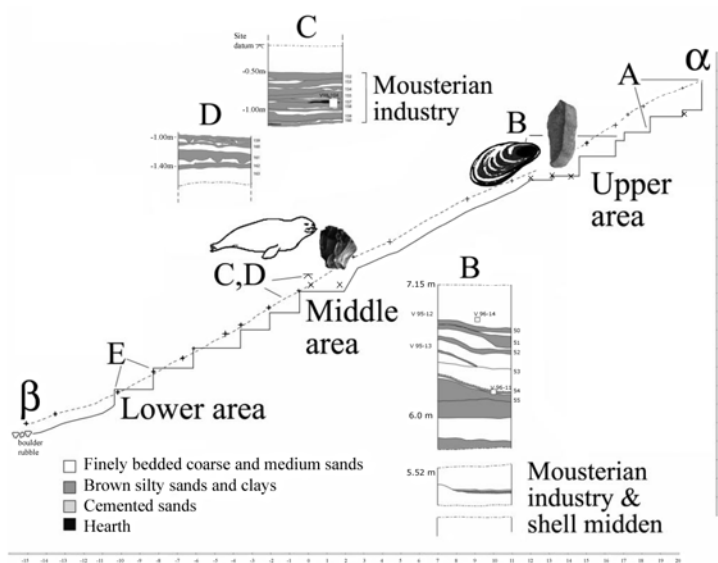 C
Site
datum
-0.50m
-1.00m
Mousterian
industry
D
-1.00m
-1.40m
α
A
B
Upper
area
C,D
Middle
area
B
7.15 m
V 96-14
V 95-12
50
51
V 95-13
52
53
V 96-11
54
55
6.0 m
5.52 m
Mousterian
industry &
shell midden
E
β
Lower area
boulder
rubble
Finely bedded coarse and medium sands
Brown silty sands and clays
Cemented sands
Hearth
-15 -14 -13 -12 -11 -10 -9 -8 -7 -6 -5 -4 -3 -2 -1 0 1 2 3 4 5 6 7 8 9 10 11 12 13 14 15 16 17 18 19 20